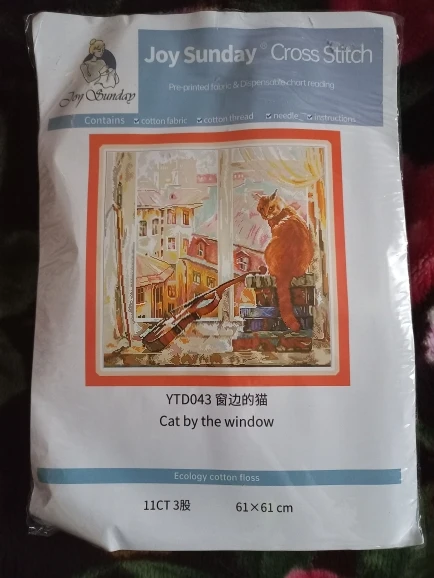 Joy Sunday® Cross Stitch
Joy Sunday
Pre-printed fabric & Dispensable chart reading
Contains cotton fabric cotton thread needle instructions
YTD043 窗边的猫
Cat by the window
Ecology cotton floss
11CT 3股 61×61 cm